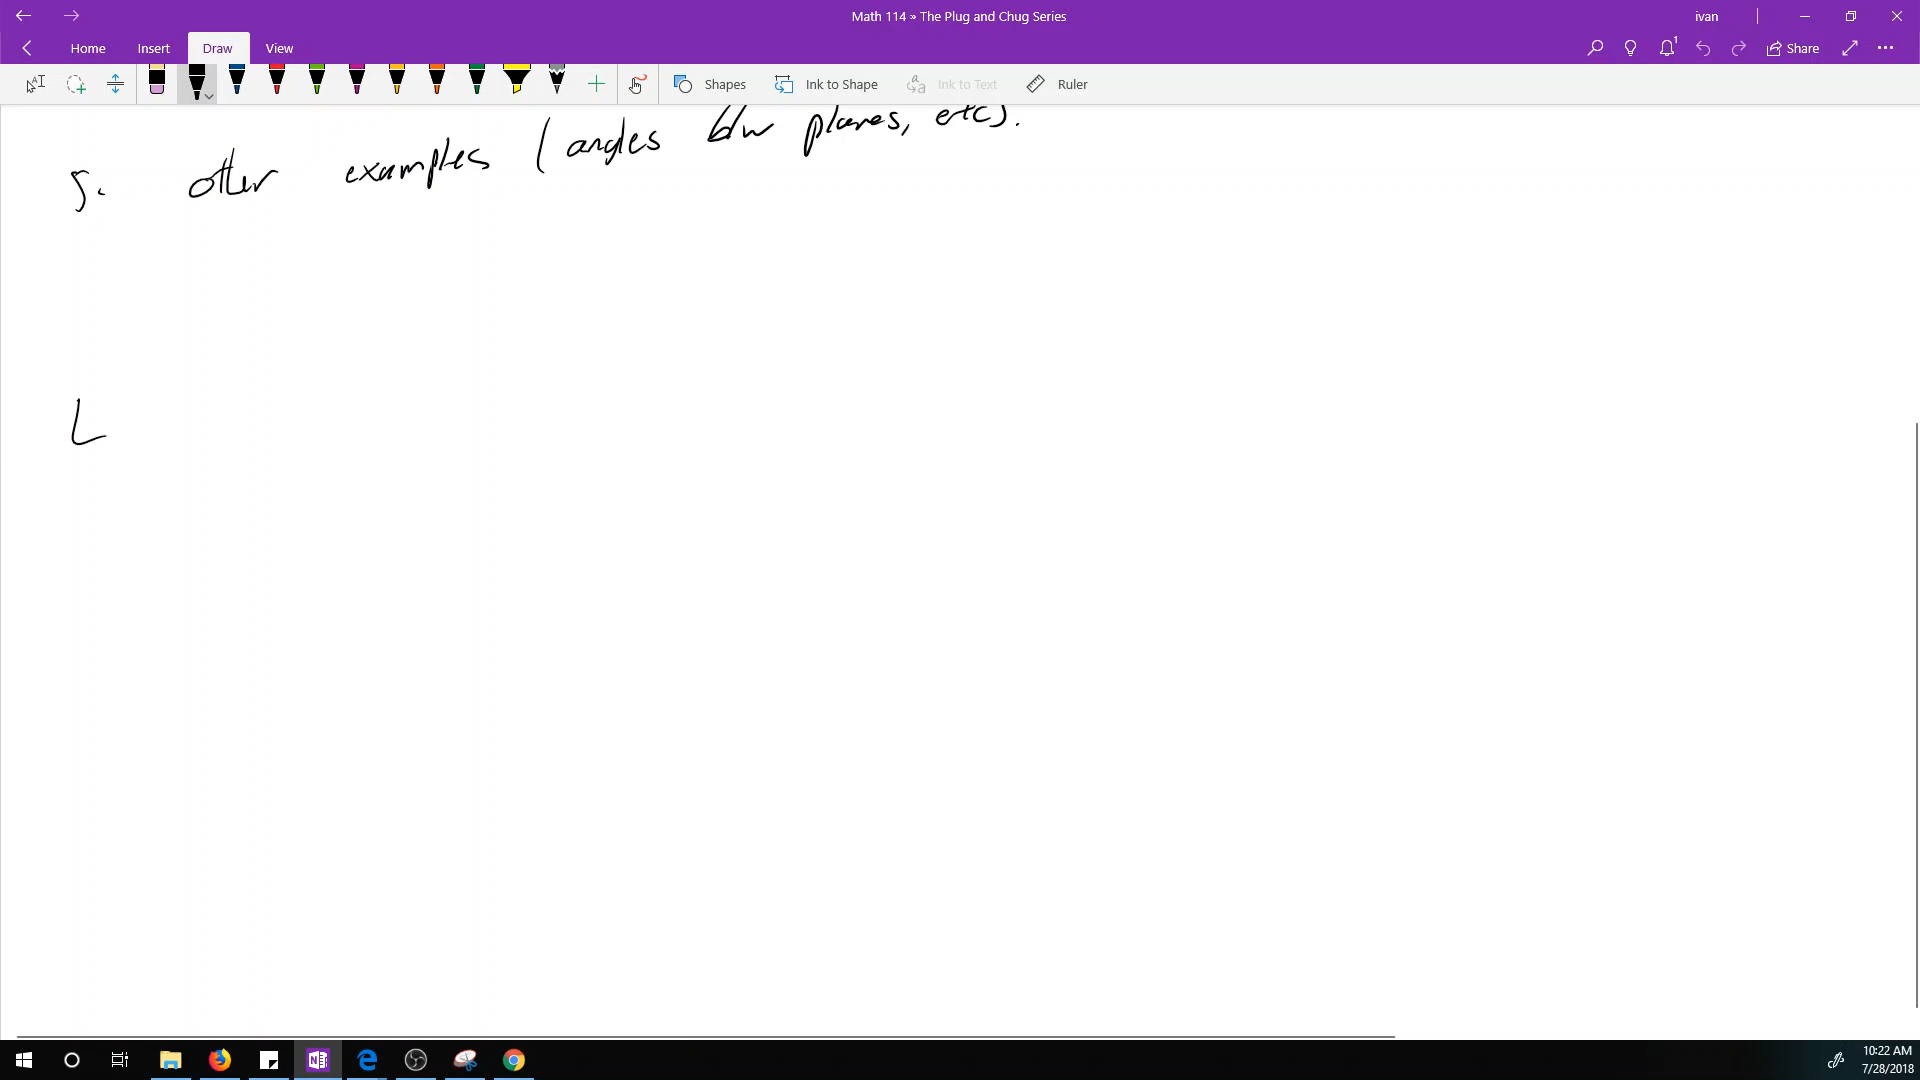 Math 114 » The Plug and Chug Series
ivan
Home Insert Draw View
1
Share
Shapes Ink to Shape Ink to Text Ruler
5. other examples (angles b/w planes, etc).
L
10:22 AM
7/28/2018